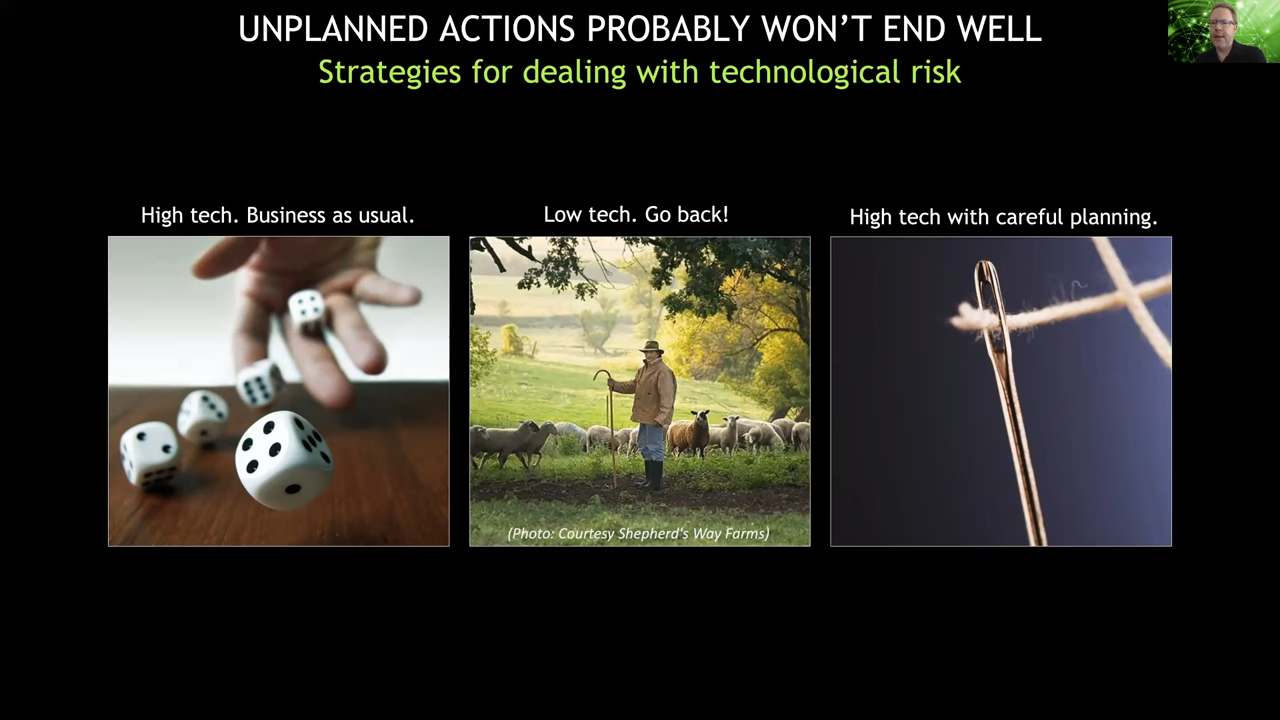 UNPLANNED ACTIONS PROBABLY WON’T END WELL
Strategies for dealing with technological risk
High tech. Business as usual.
Low tech. Go back!
High tech with careful planning.
(Photo: Courtesy Shepherd's Way Farms)